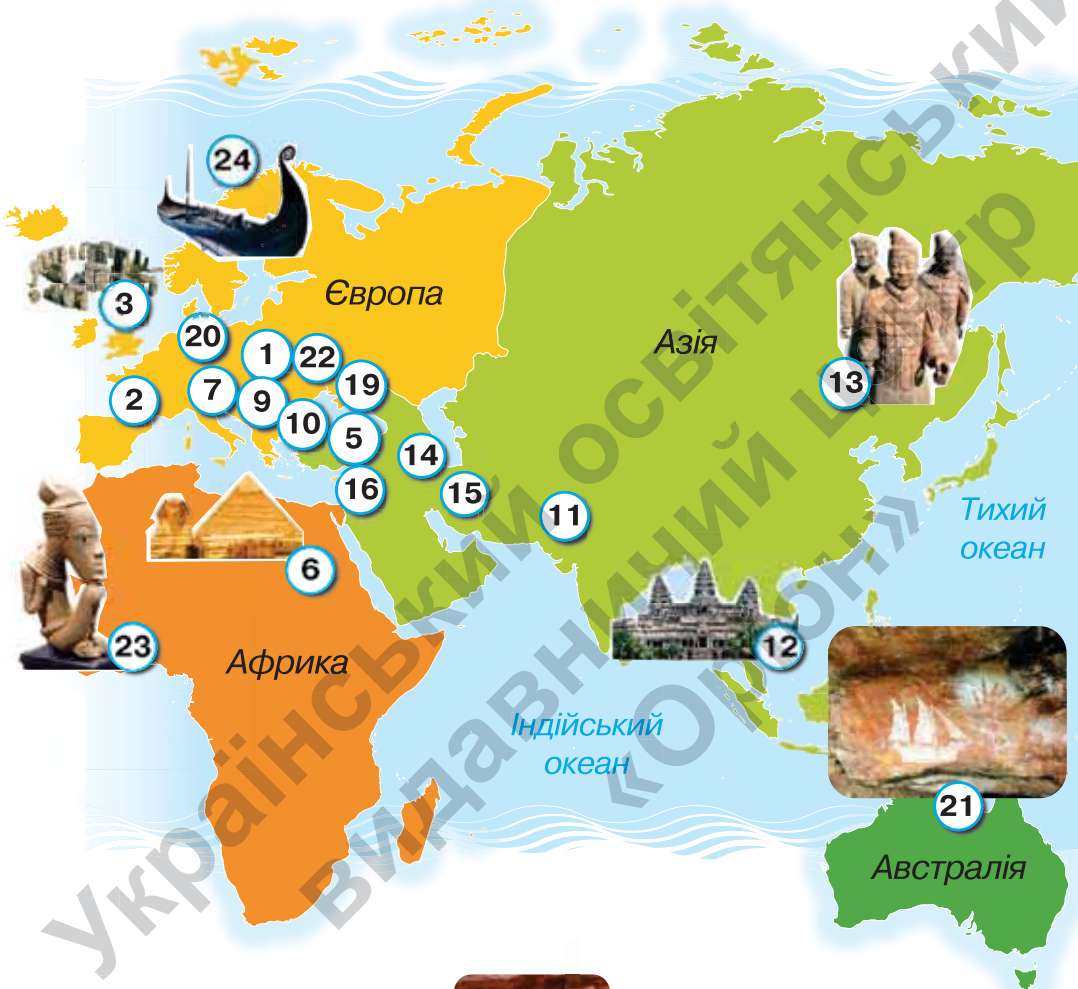 24
Європа
3
Азія
20
1
22
13
7
19
2
9
10
5
14
16
15
11
Тихий
океан
6
23
12
Африка
Індійський
океан
21
Австралія
Український освітянський
видавничий центр
«Оріон»